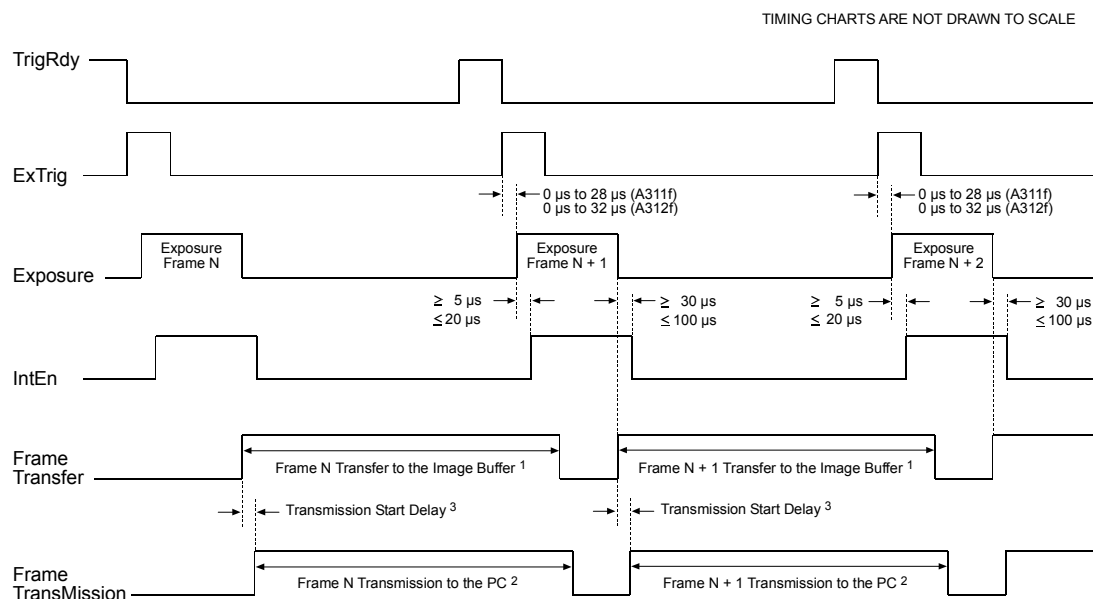 TIMING CHARTS ARE NOT DRAWN TO SCALE
TrigRdy
ExTrig
0 µs to 28 µs (A311f)
0 µs to 32 µs (A312f)
0 µs to 28 µs (A311f)
0 µs to 32 µs (A312f)
Exposure
Exposure
Frame N
Exposure
Frame N + 1
Exposure
Frame N + 2
≥ 5 µs
≤ 20 µs
≥ 30 µs
≤ 100 µs
≥ 5 µs
≤ 20 µs
≥ 30 µs
≤ 100 µs
IntEn
Frame
Transfer
Frame N Transfer to the Image Buffer 1
Frame N + 1 Transfer to the Image Buffer 1
Transmission Start Delay 3
Transmission Start Delay 3
Frame
TransMission
Frame N Transmission to the PC 2
Frame N + 1 Transmission to the PC 2